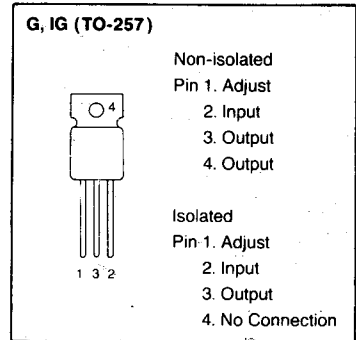 G, IG (TO-257)
4
1 3 2
Non-isolated
Pin 1. Adjust
2. Input
3. Output
4. Output
Isolated
Pin 1. Adjust
2. Input
3. Output
4. No Connection